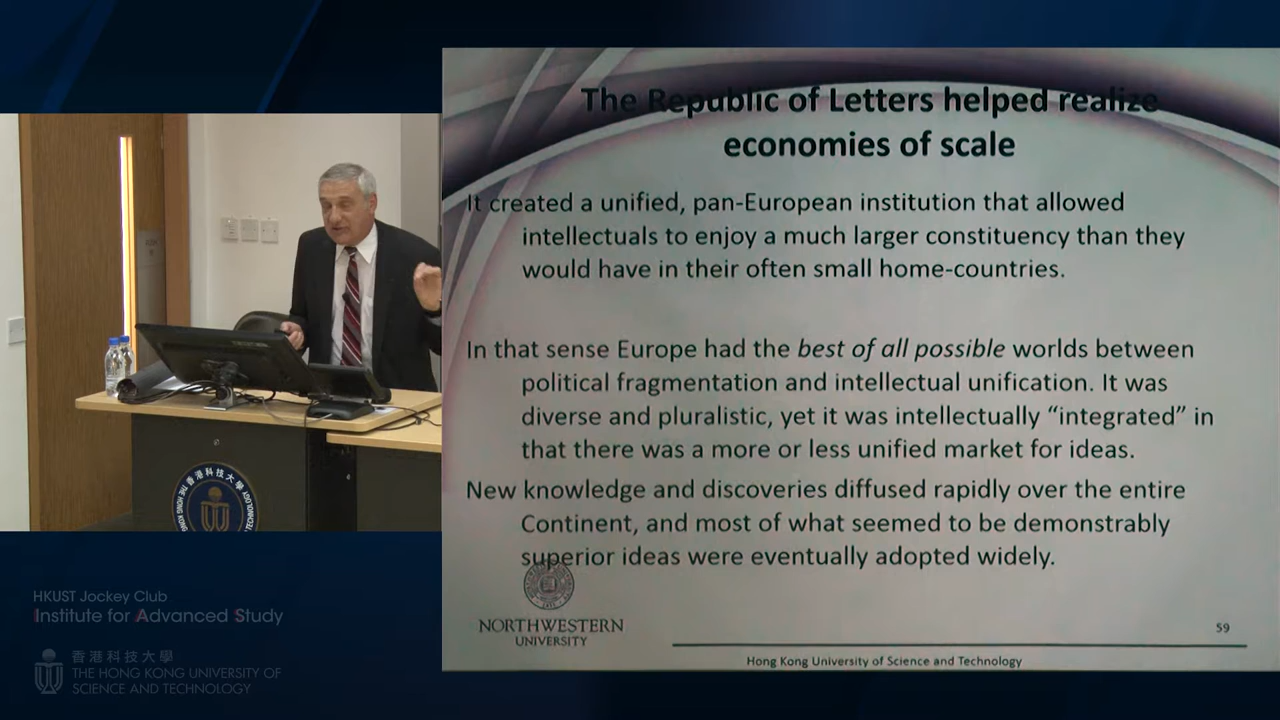 The Republic of Letters helped realize
economies of scale
It created a unified, pan-European institution that allowed
intellectuals to enjoy a much larger constituency than they
would have in their often small home-countries.
In that sense Europe had the best of all possible worlds between
political fragmentation and intellectual unification. It was
diverse and pluralistic, yet it was intellectually “integrated” in
that there was a more or less unified market for ideas.
New knowledge and discoveries diffused rapidly over the entire
Continent, and most of what seemed to be demonstrably
superior ideas were eventually adopted widely.
NORTHWESTERN
UNIVERSITY
59
Hong Kong University of Science and Technology
香港科技大學
HKUST Jockey Club
Institute for Advanced Study
香港科技大學
THE HONG KONG UNIVERSITY OF
SCIENCE AND TECHNOLOGY